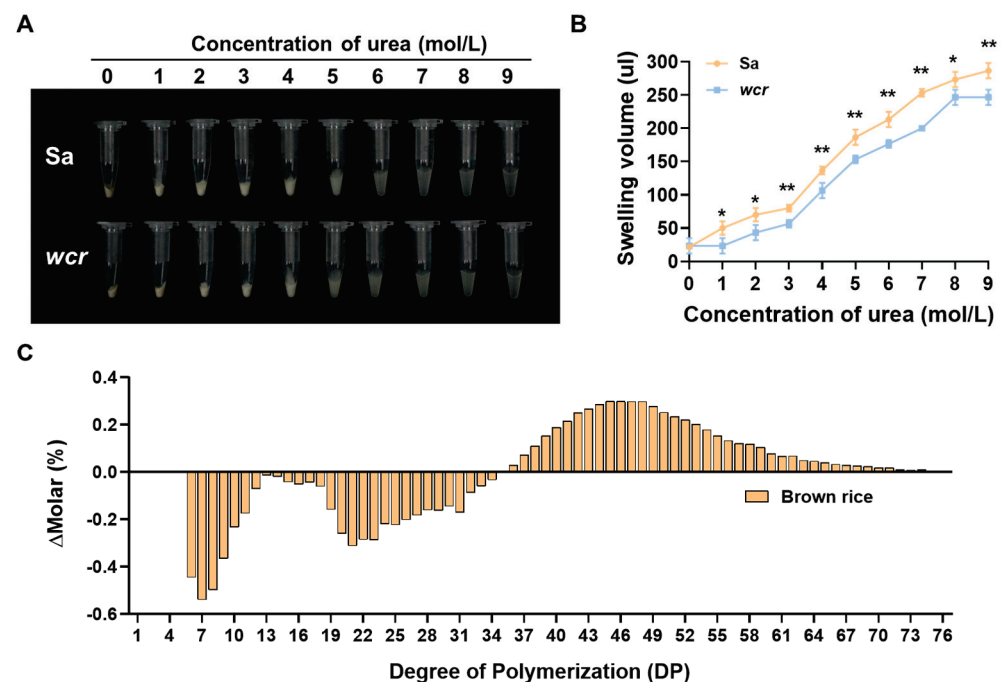 A
Concentration of urea (mol/L)
0 1 2 3 4 5 6 7 8 9
Sa
wcr
B
Swelling volume (ul)
300
250
200
150
100
50
0
Sa
wcr
* * ** ** ** ** ** * **
0 1 2 3 4 5 6 7 8 9
Concentration of urea (mol/L)
C
ΔMolar (%)
0.4
0.2
0.0
-0.2
-0.4
-0.6
Brown rice
1 4 7 10 13 16 19 22 25 28 31 34 37 40 43 46 49 52 55 58 61 64 67 70 73 76
Degree of Polymerization (DP)